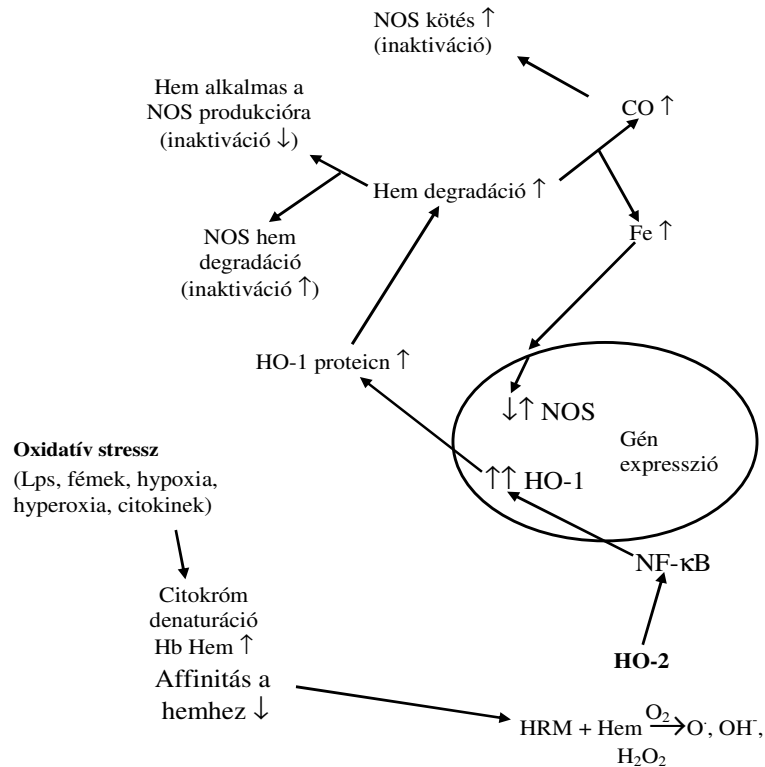 NOS kötés ↑
(inaktiváció)
Hem alkalmas a
NOS produkcióra
(inaktiváció ↓)
CO ↑
Hem degradáció ↑
NOS hem
degradáció
(inaktiváció ↑)
Fe ↑
HO-1 proteicn ↑
↓↑ NOS
Gén
expresszió
↑↑ HO-1
Oxidatív stressz
(Lps, fémek, hypoxia,
hyperoxia, citokinek)
NF-κB
Citokróm
denaturáció
Hb Hem ↑
Affinitás a
hemhez ↓
HO-2
HRM + Hem O₂→ O˙, OH˙,
H₂O₂